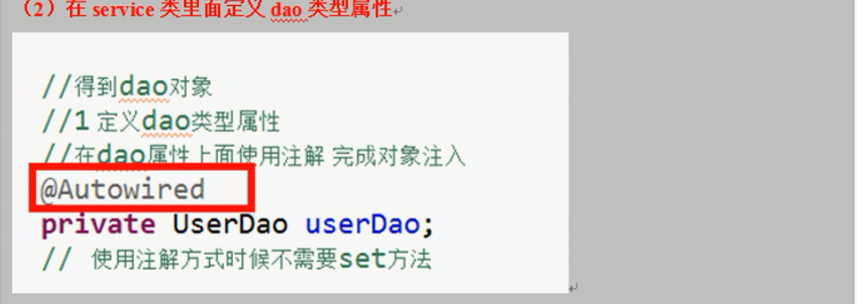 （2）在 service 类里面定义 dao 类型属性
//得到dao对象
//1 定义dao类型属性
//在dao属性上面使用注解 完成对象注入
@Autowired
private UserDao userDao;
// 使用注解方式时候不需要set方法